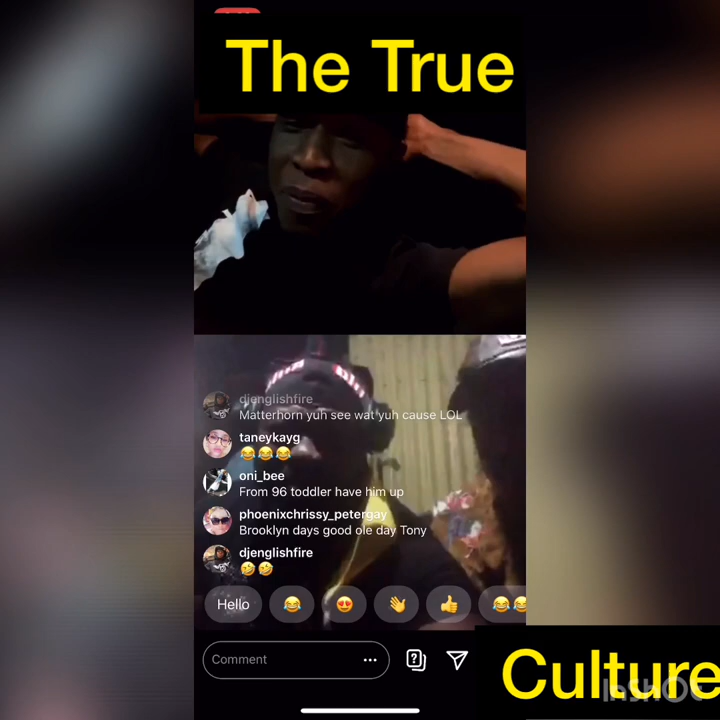 The True
djenglishfire
Matterhorn yuh see wat yuh cause LOL
taneykayg
😂😂😂
oni_bee
From 96 toddler have him up
phoenixchrissy_petergay
Brooklyn days good ole day Tony
djenglishfire
🤣🤣
Hello 😂 😍 👋 👍 😂😂
Comment
Culture
InShOt